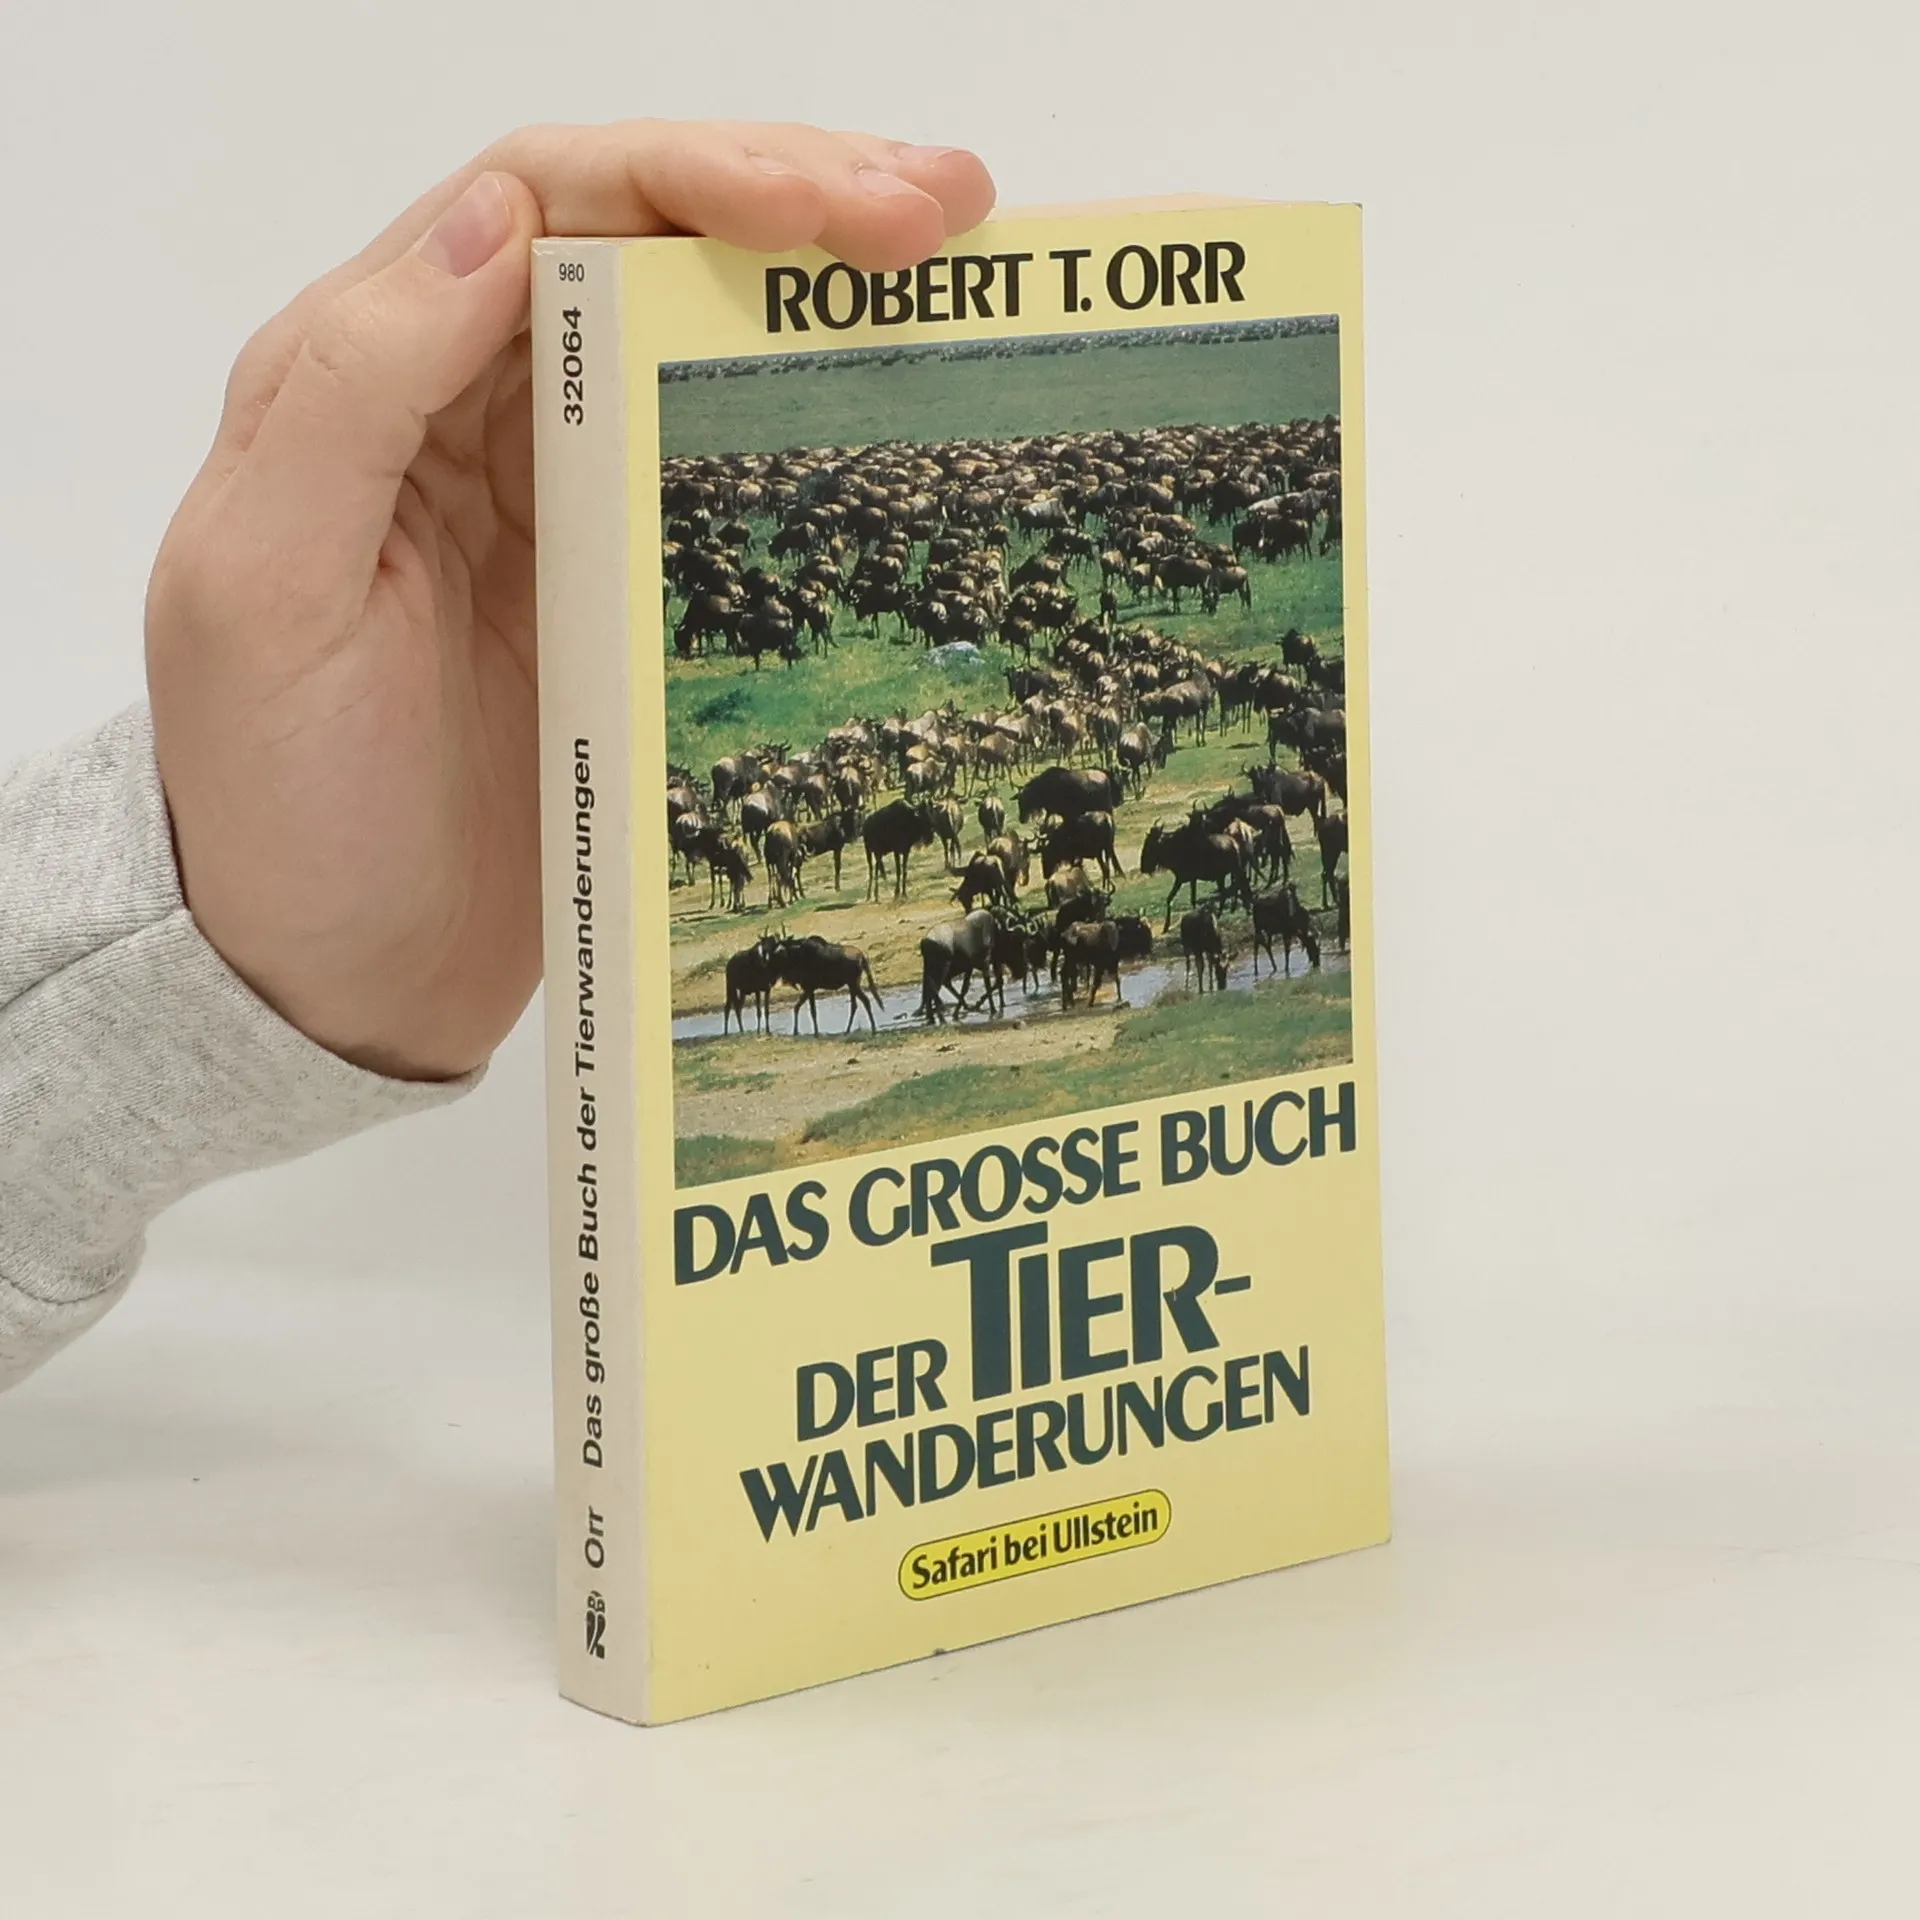 980
32064
Orr Das große Buch der Tierwanderungen
ROBERT T. ORR
DAS GROSSE BUCH
DER TIER-
WANDERUNGEN
Safari bei Ullstein